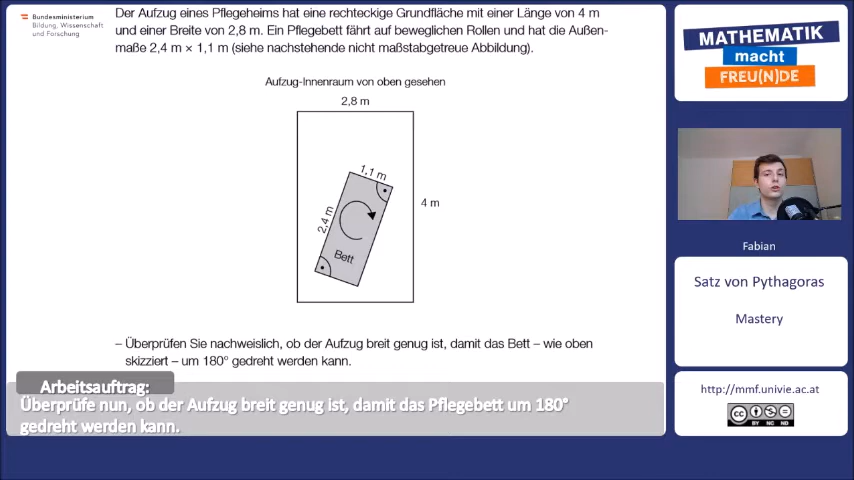 Bundesministerium
Bildung, Wissenschaft
und Forschung
Der Aufzug eines Pflegeheims hat eine rechteckige Grundfläche mit einer Länge von 4 m
und einer Breite von 2,8 m. Ein Pflegebett fährt auf beweglichen Rollen und hat die Außen-
maße 2,4 m × 1,1 m (siehe nachstehende nicht maßstabgetreue Abbildung).
Aufzug-Innenraum von oben gesehen
2,8 m
1,1 m
2,4 m
4 m
Bett
– Überprüfen Sie nachweislich, ob der Aufzug breit genug ist, damit das Bett – wie oben
skizziert – um 180° gedreht werden kann.
Arbeitsauftrag:
Überprüfe nun, ob der Aufzug breit genug ist, damit das Pflegebett um 180°
gedreht werden kann.
MATHEMATIK
macht
FREU(N)DE
Fabian
Satz von Pythagoras
Mastery
http://mmf.univie.ac.at
CC
BY NC ND